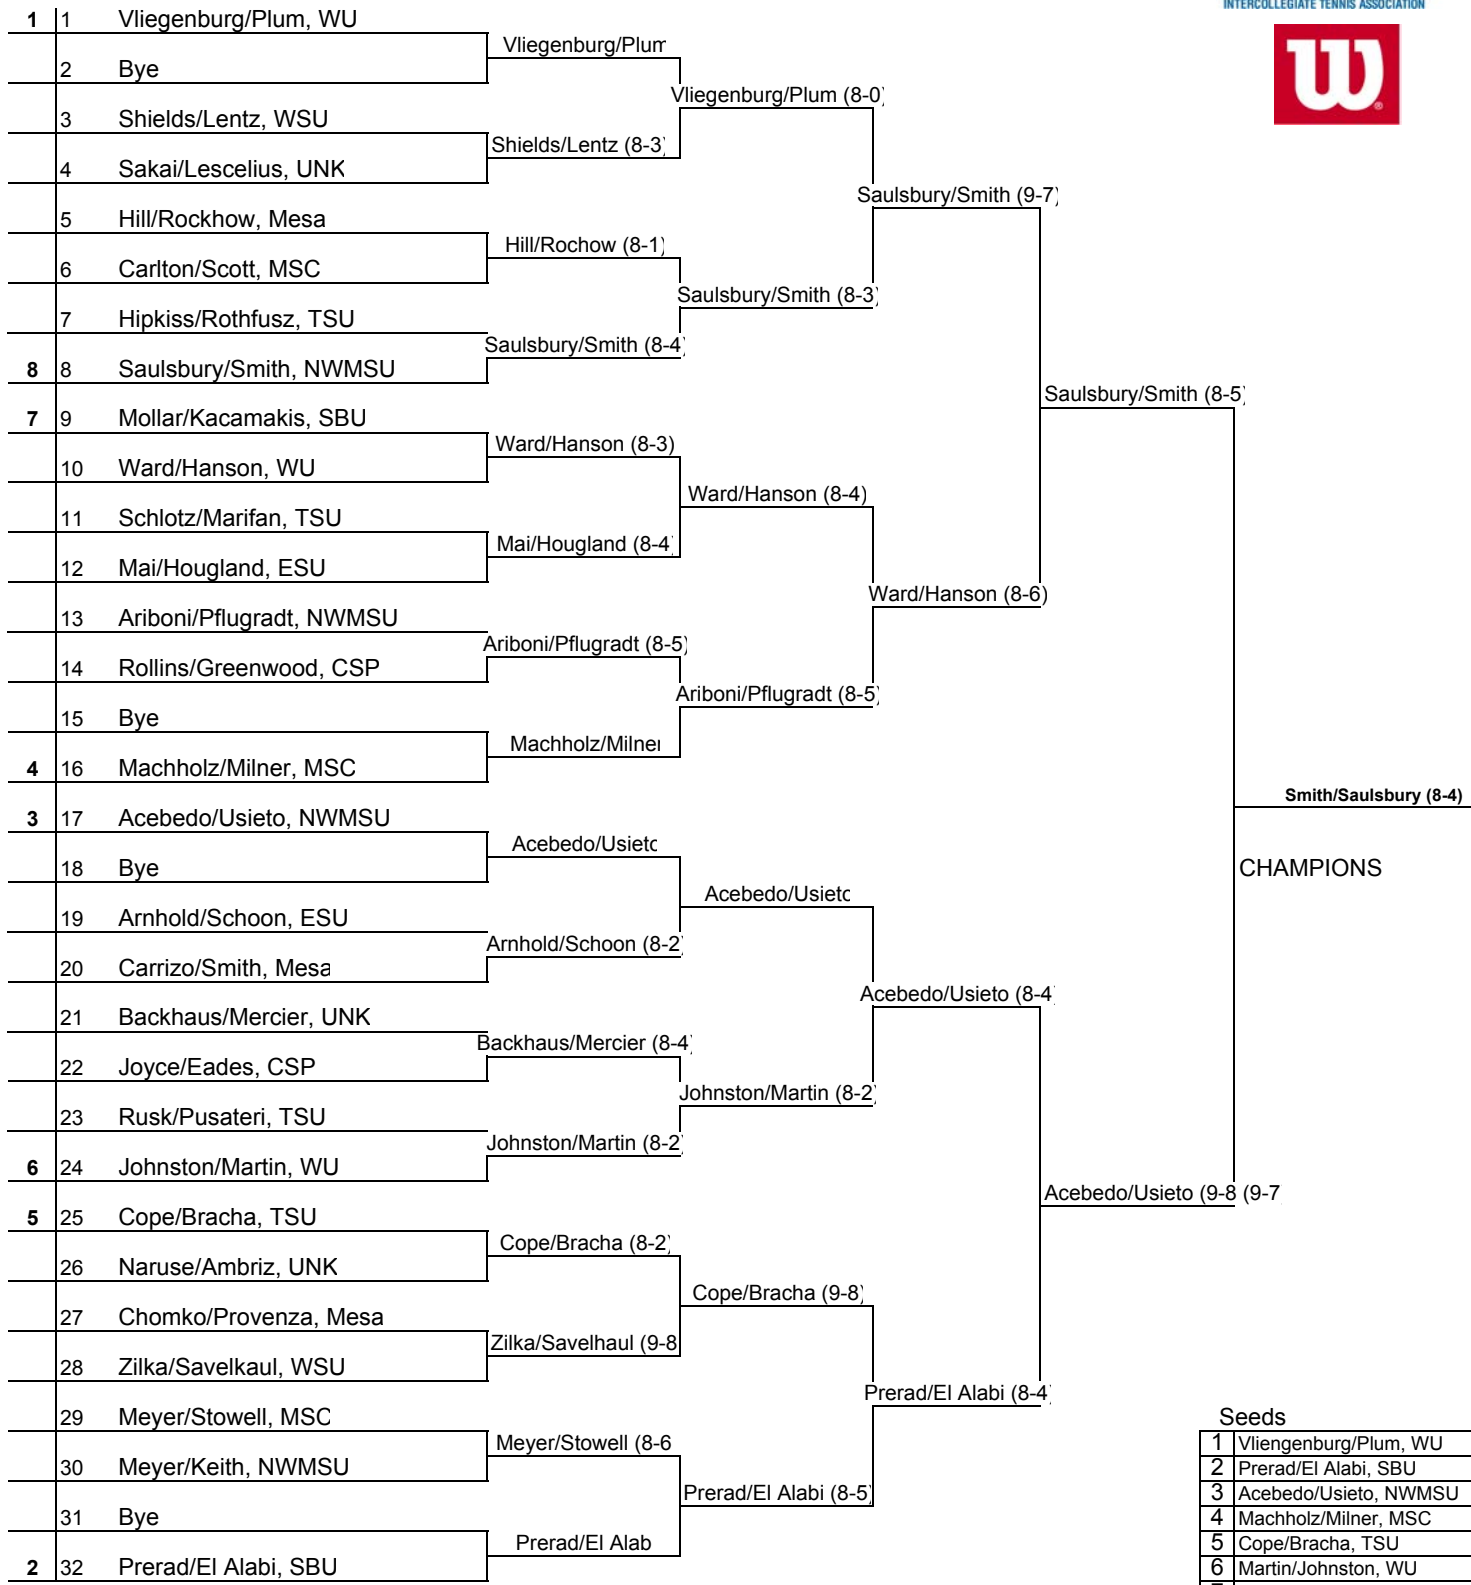 INTERCOLLEGIATE TENNIS ASSOCIATION
W
1 1 Vliegenburg/Plum, WU
Vliegenburg/Plum
2 Bye
Vliegenburg/Plum (8-0)
3 Shields/Lentz, WSU
Shields/Lentz (8-3)
4 Sakai/Lescelius, UNK
Saulsbury/Smith (9-7)
5 Hill/Rockhow, Mesa
Hill/Rochow (8-1)
6 Carlton/Scott, MSC
Saulsbury/Smith (8-3)
7 Hipkiss/Rothfusz, TSU
Saulsbury/Smith (8-4)
8 8 Saulsbury/Smith, NWMSU
Saulsbury/Smith (8-5)
7 9 Mollar/Kacamakis, SBU
Ward/Hanson (8-3)
10 Ward/Hanson, WU
Ward/Hanson (8-4)
11 Schlotz/Marifan, TSU
Mai/Hougland (8-4)
12 Mai/Hougland, ESU
Ward/Hanson (8-6)
13 Ariboni/Pflugradt, NWMSU
Ariboni/Pflugradt (8-5)
14 Rollins/Greenwood, CSP
Ariboni/Pflugradt (8-5)
15 Bye
Machholz/Milner
4 16 Machholz/Milner, MSC
Smith/Saulsbury (8-4)
3 17 Acebedo/Usieto, NWMSU
Acebedo/Usieto
18 Bye
CHAMPIONS
Acebedo/Usieto
19 Arnhold/Schoon, ESU
Arnhold/Schoon (8-2)
20 Carrizo/Smith, Mesa
Acebedo/Usieto (8-4)
21 Backhaus/Mercier, UNK
Backhaus/Mercier (8-4)
22 Joyce/Eades, CSP
Johnston/Martin (8-2)
23 Rusk/Pusateri, TSU
Johnston/Martin (8-2)
6 24 Johnston/Martin, WU
Acebedo/Usieto (9-8 (9-7
5 25 Cope/Bracha, TSU
Cope/Bracha (8-2)
26 Naruse/Ambriz, UNK
Cope/Bracha (9-8)
27 Chomko/Provenza, Mesa
Zilka/Savelhaul (9-8
28 Zilka/Savelkaul, WSU
Prerad/El Alabi (8-4)
29 Meyer/Stowell, MSC
Meyer/Stowell (8-6
30 Meyer/Keith, NWMSU
Prerad/El Alabi (8-5)
31 Bye
Prerad/El Alab
2 32 Prerad/El Alabi, SBU
Seeds
1 Vliengenburg/Plum, WU
2 Prerad/El Alabi, SBU
3 Acebedo/Usieto, NWMSU
4 Machholz/Milner, MSC
5 Cope/Bracha, TSU
6 Martin/Johnston, WU